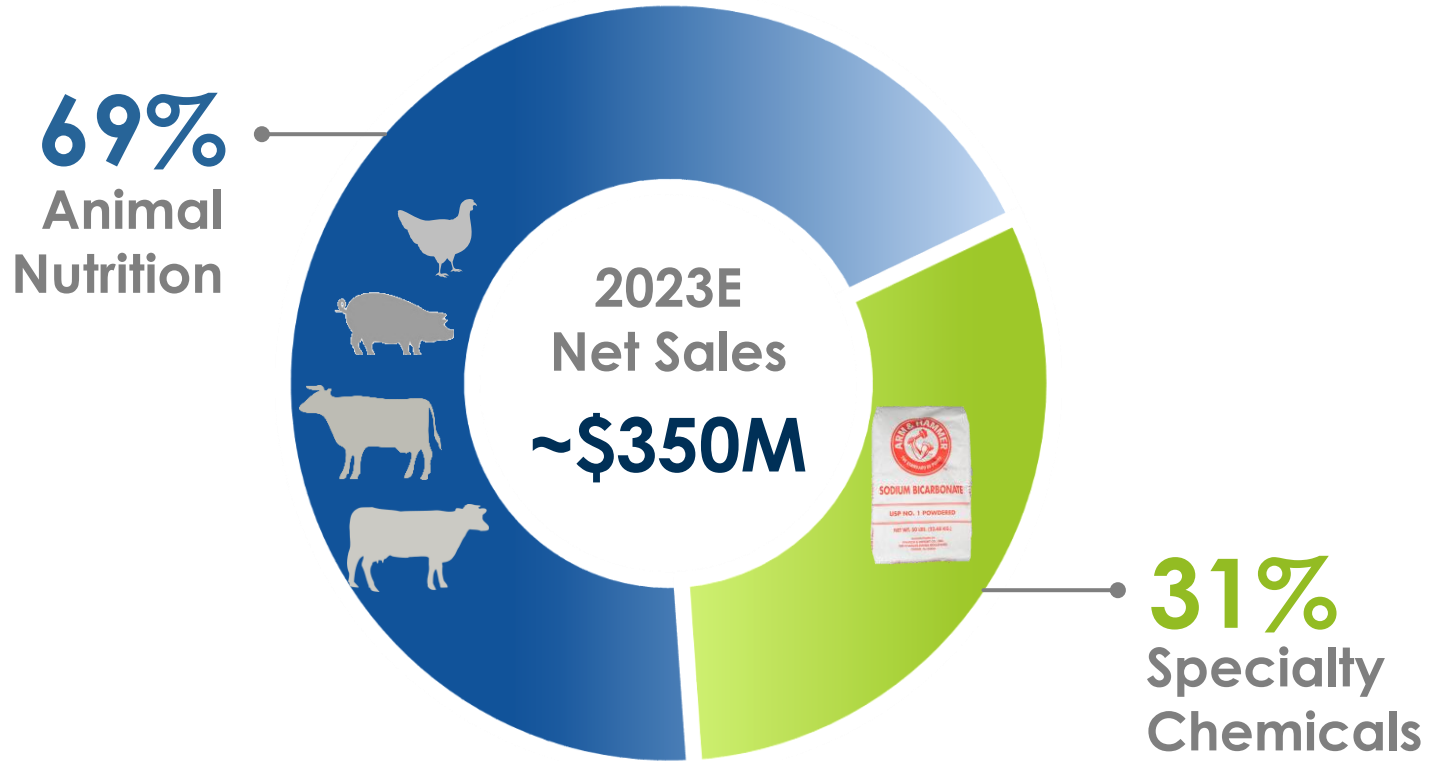 69%
Animal
Nutrition
2023E
Net Sales
~$350M
ARM & HAMMER
SODIUM BICARBONATE
USP NO. 1 POWDERED
31%
Specialty
Chemicals